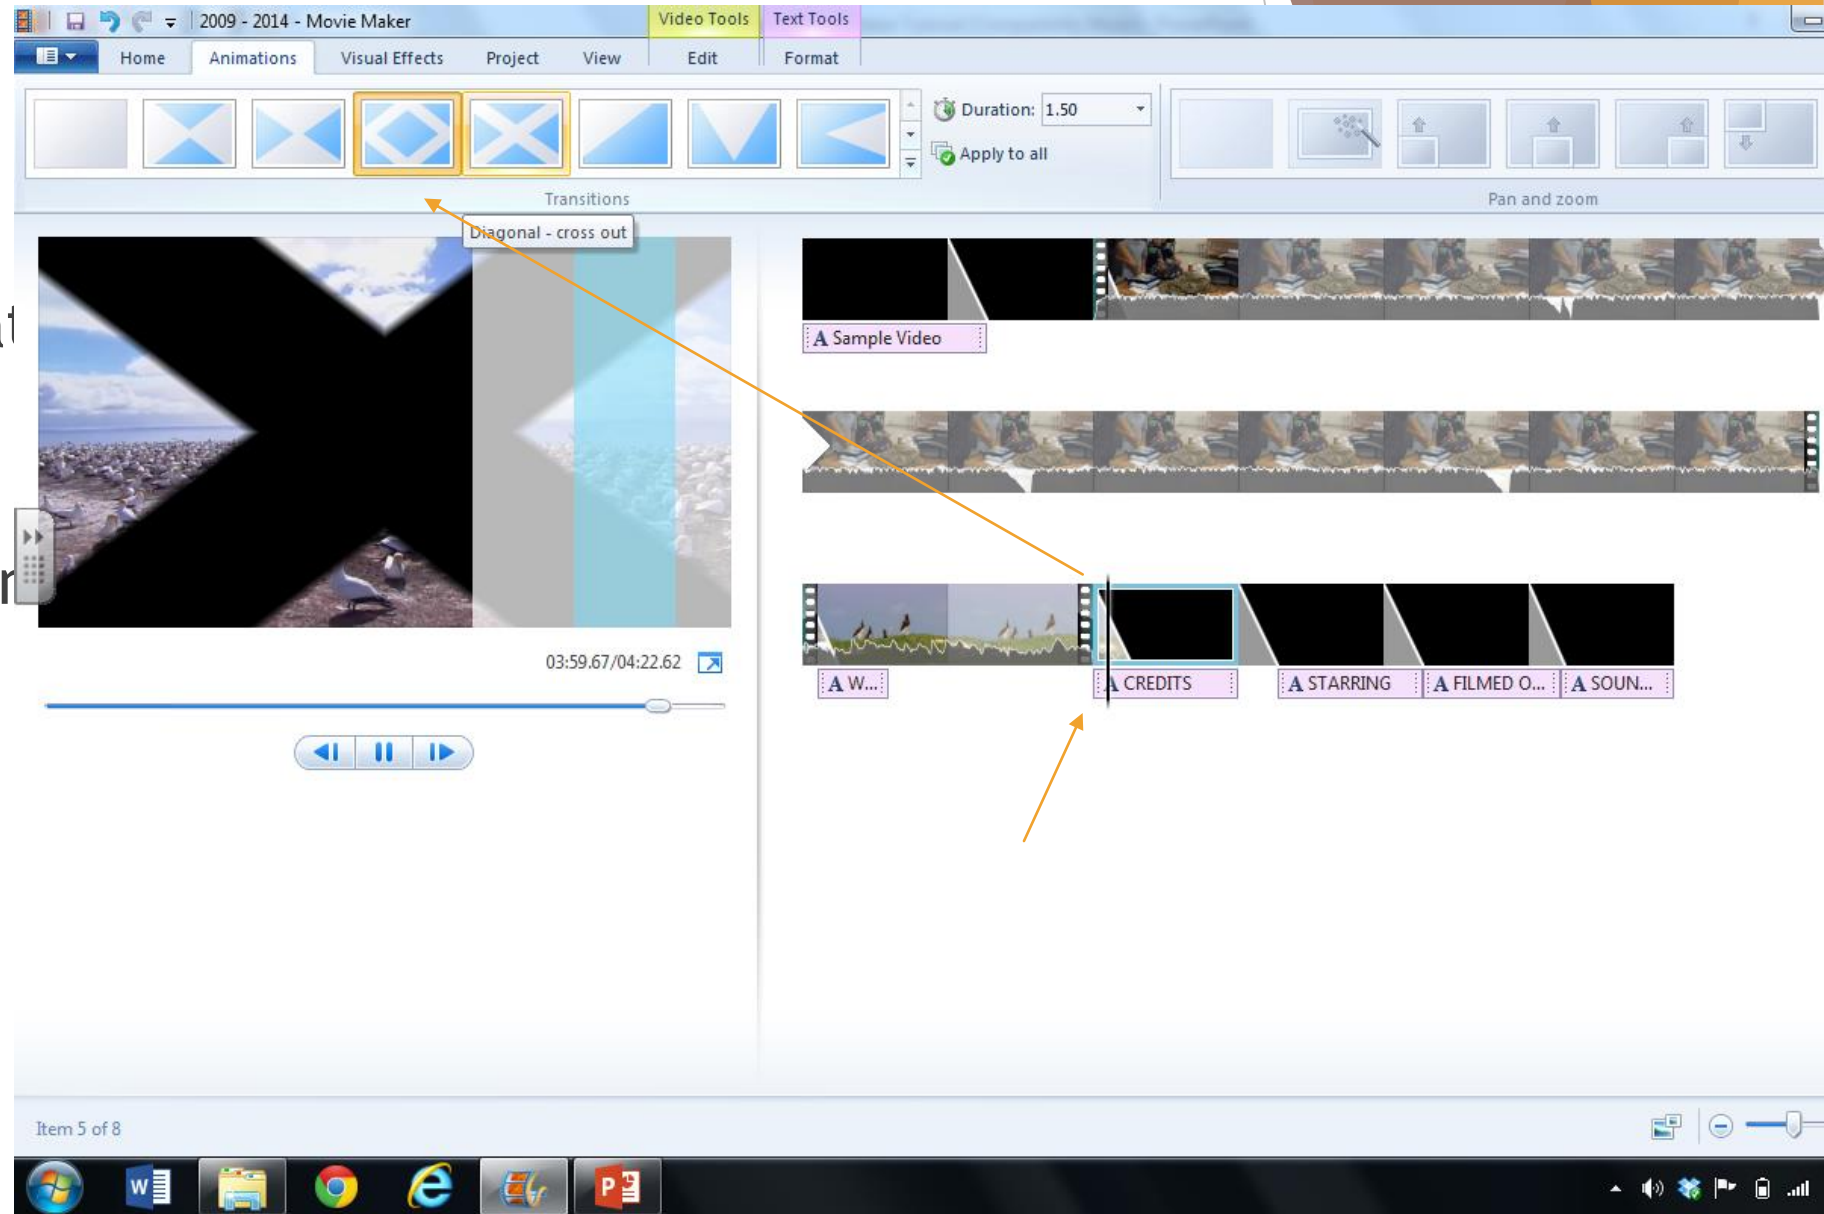 2009 - 2014 - Movie Maker
Video Tools
Text Tools
Home
Animations
Visual Effects
Project
View
Edit
Format
Duration: 1.50
Apply to all
Transitions
Pan and zoom
Diagonal - cross out
A Sample Video
03:59.67/04:22.62
A W...
A CREDITS
A STARRING
A FILMED O...
A SOUN...
Item 5 of 8